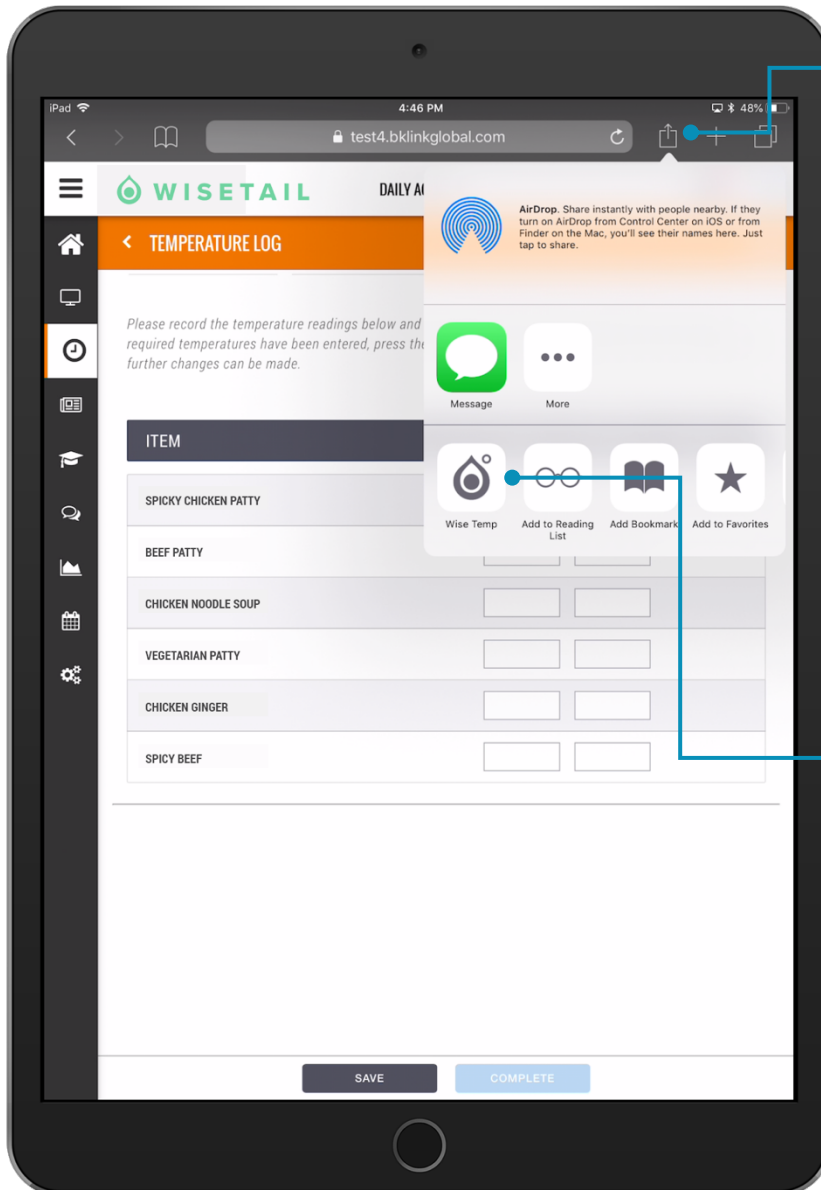 iPad
4:46 PM
48%
test4.bklinkglobal.com
WISETAIL
DAILY AC
TEMPERATURE LOG
AirDrop. Share instantly with people nearby. If they
turn on AirDrop from Control Center on iOS or from
Finder on the Mac, you'll see their names here. Just
tap to share.
Please record the temperature readings below and
required temperatures have been entered, press the
further changes can be made.
Message
More
ITEM
Wise Temp
Add to Reading
List
Add Bookmark
Add to Favorites
SPICKY CHICKEN PATTY
BEEF PATTY
CHICKEN NOODLE SOUP
VEGETARIAN PATTY
CHICKEN GINGER
SPICY BEEF
SAVE
COMPLETE